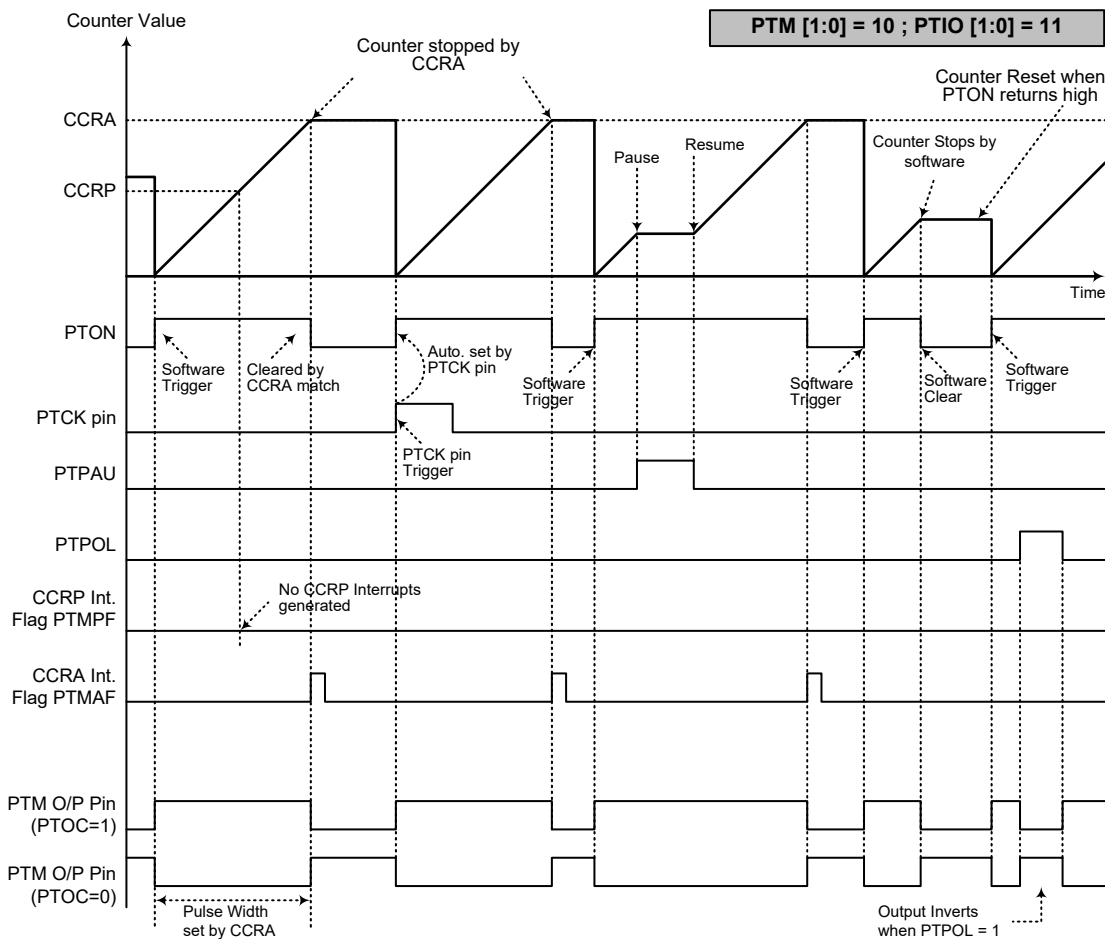 Counter Value
PTM [1:0] = 10 ; PTIO [1:0] = 11
Counter stopped by
CCRA
Counter Reset when
PTON returns high
CCRA
Pause
Resume
Counter Stops by
software
CCRP
Time
PTON
Software
Trigger
Cleared by
CCRA match
Auto. set by
PTCK pin
Software
Trigger
Software
Trigger
Software
Clear
Software
Trigger
PTCK pin
PTCK pin
Trigger
PTPAU
PTPOL
CCRP Int.
Flag PTMPF
No CCRP Interrupts
generated
CCRA Int.
Flag PTMAF
PTM O/P Pin
(PTOC=1)
PTM O/P Pin
(PTOC=0)
Pulse Width
set by CCRA
Output Inverts
when PTPOL = 1